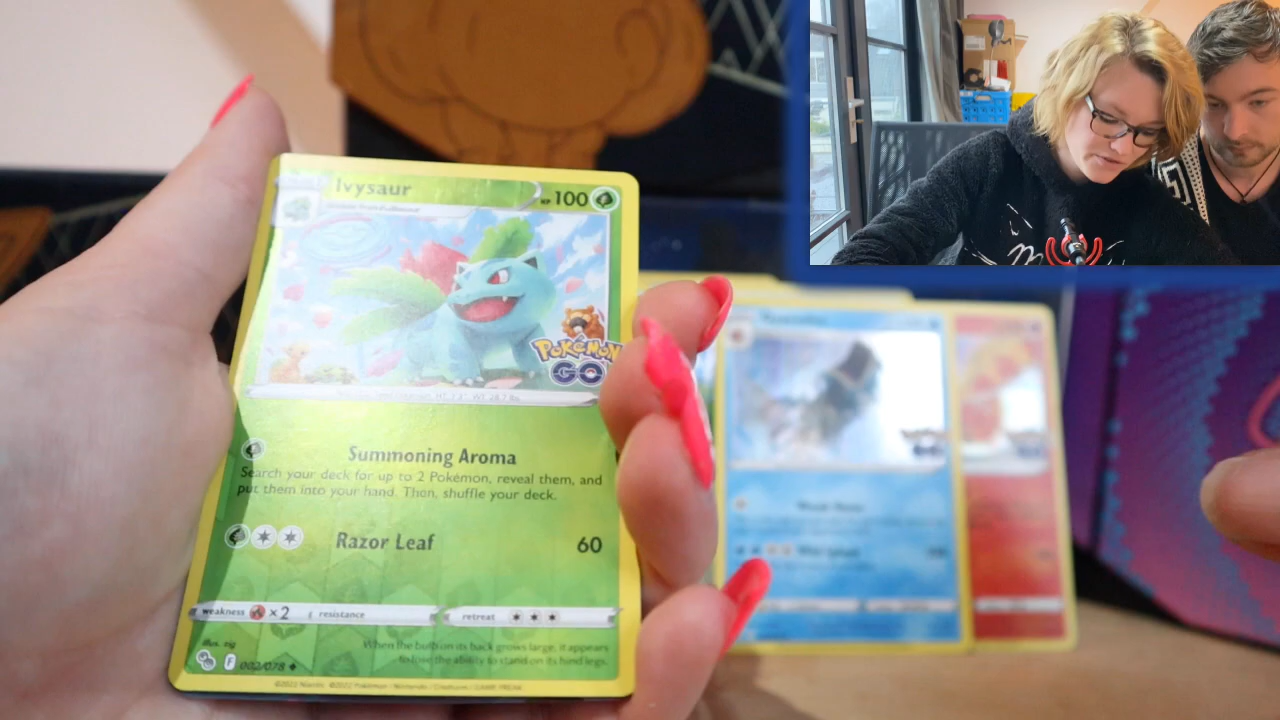 Ivysaur
HP 100
POKéMON
GO
Summoning Aroma
Search your deck for up to 2 Pokémon, reveal them, and
put them into your hand. Then, shuffle your deck.
Razor Leaf 60
weakness ×2 resistance retreat
Illus. sig
F 002/078
When the bulb on its back grows large, it appears
to lose the ability to stand on its hind legs.
©2022 Pokémon / Nintendo / Creatures / GAME FREAK